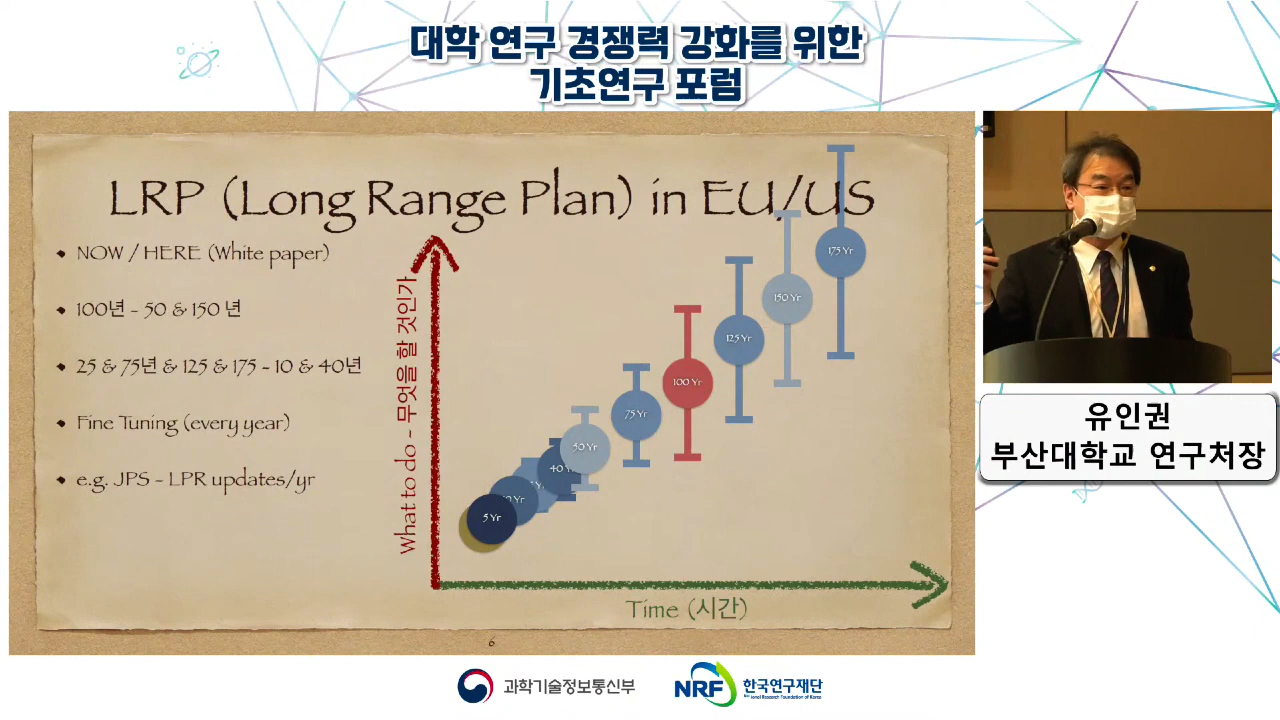 대학 연구 경쟁력 강화를 위한
기초연구 포럼
LRP (Long Range Plan) in EU/US
NOW / HERE (White paper)
100년 - 50 & 150 년
25 & 75년 & 125 & 175 - 10 & 40년
Fine Tuning (every year)
e.g. JPS - LPR updates/yr
What to do - 무엇을 할 것인가
5 Yr
40 Y
50 Yr
75 Yr
100 Yr
125 Yr
150 Yr
175 Yr
Time (시간)
6
유인권
부산대학교 연구처장
과학기술정보통신부
NRF 한국연구재단
National Research Foundation of Korea